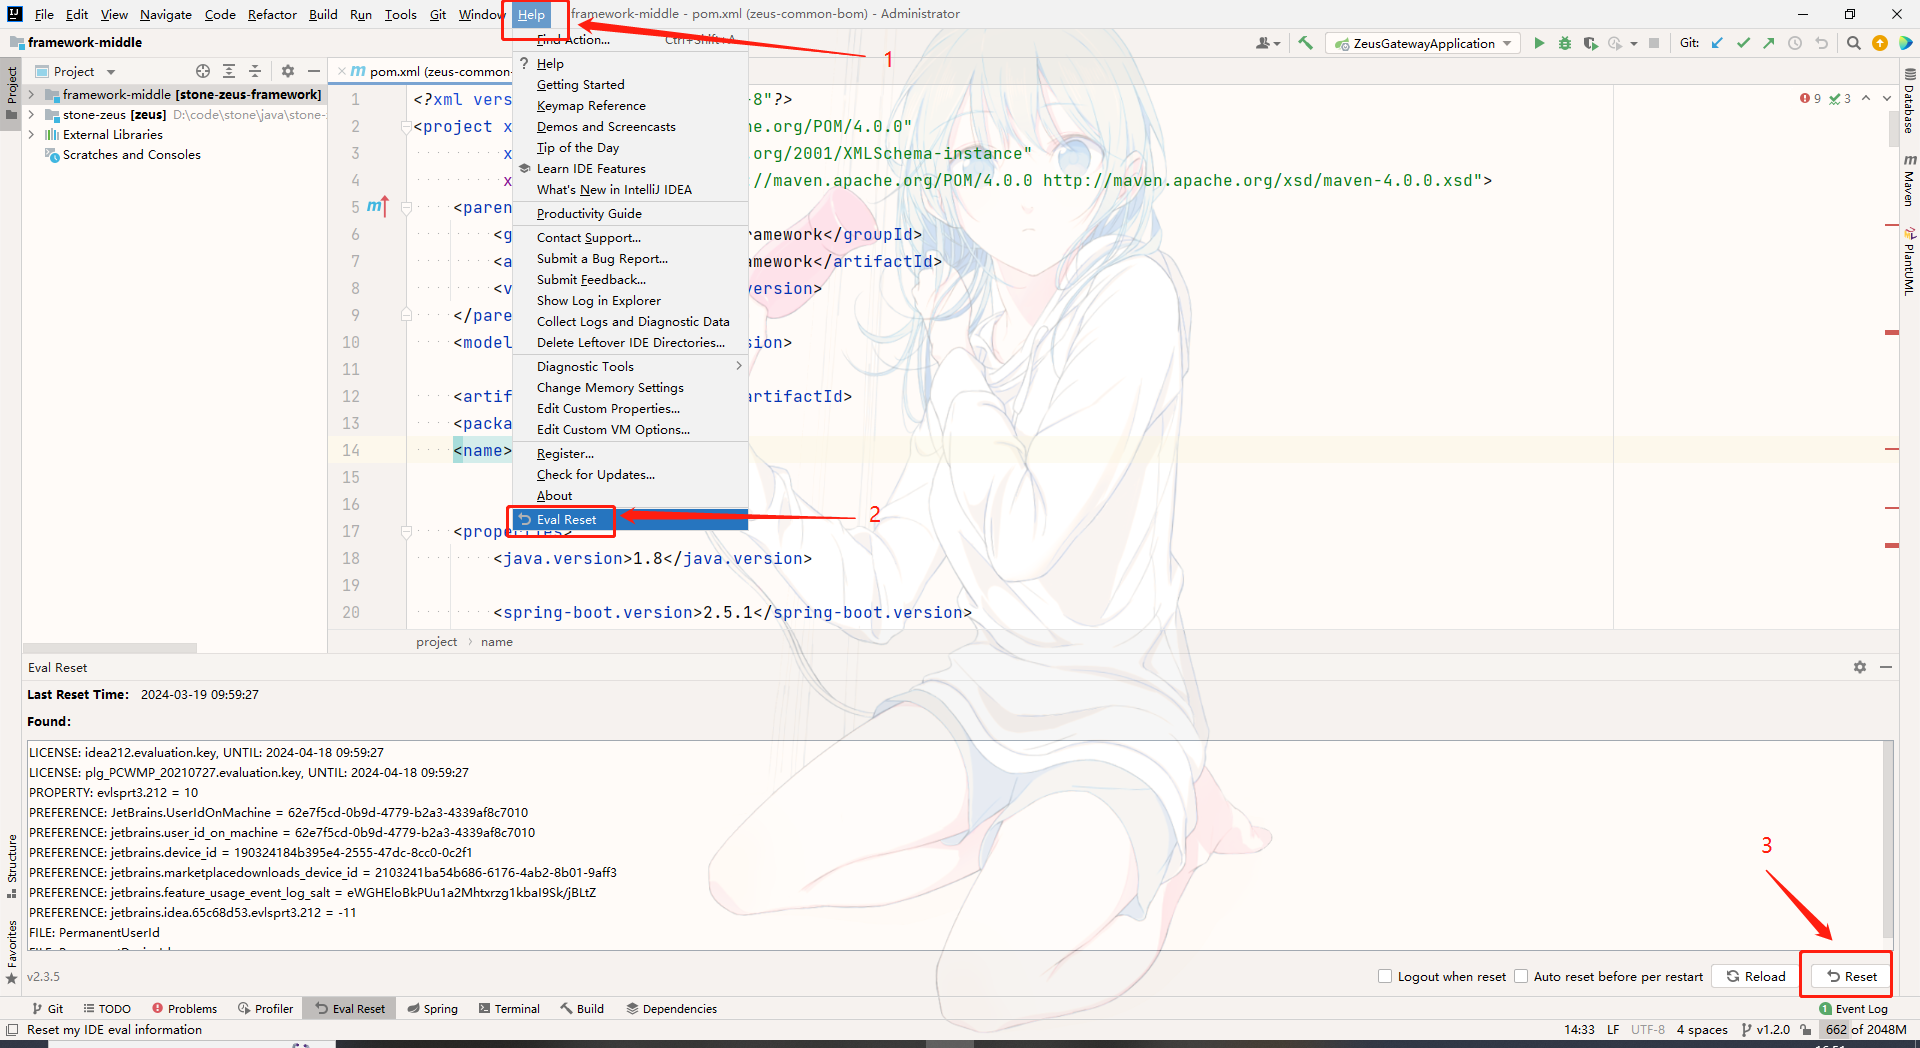 File Edit View Navigate Code Refactor Build Run Tools Git Window Help framework-middle - pom.xml (zeus-common-bom) - Administrator
framework-middle
ZeusGatewayApplication
Git:
Project
pom.xml (zeus-common-
framework-middle [stone-zeus-framework]
stone-zeus [zeus] D:\code\stone\java\stone-
External Libraries
Scratches and Consoles
Project
Structure
Favorites
Database
Maven
PlantUML
Find Action... Ctrl+Shift+A
Help
Getting Started
Keymap Reference
Demos and Screencasts
Tip of the Day
Learn IDE Features
What's New in IntelliJ IDEA
Productivity Guide
Contact Support...
Submit a Bug Report...
Submit Feedback...
Show Log in Explorer
Collect Logs and Diagnostic Data
Delete Leftover IDE Directories...
Diagnostic Tools
Change Memory Settings
Edit Custom Properties...
Edit Custom VM Options...
Register...
Check for Updates...
About
Eval Reset
1
2
3
9 3
1 <?xml vers -8"?>
2 <project x he.org/POM/4.0.0"
3 x org/2001/XMLSchema-instance"
4 x ://maven.apache.org/POM/4.0.0 http://maven.apache.org/xsd/maven-4.0.0.xsd">
5 <paren
6 <g ramework</groupId>
7 <a amework</artifactId>
8 <v version>
9 </pare
10 <model sion>
11
12 <artif artifactId>
13 <packa
14 <name>
15
16
17 <properties>
18 <java.version>1.8</java.version>
19
20 <spring-boot.version>2.5.1</spring-boot.version>
project › name
Eval Reset
Last Reset Time: 2024-03-19 09:59:27
Found:
LICENSE: idea212.evaluation.key, UNTIL: 2024-04-18 09:59:27
LICENSE: plg_PCWMP_20210727.evaluation.key, UNTIL: 2024-04-18 09:59:27
PROPERTY: evlsprt3.212 = 10
PREFERENCE: JetBrains.UserIdOnMachine = 62e7f5cd-0b9d-4779-b2a3-4339af8c7010
PREFERENCE: jetbrains.user_id_on_machine = 62e7f5cd-0b9d-4779-b2a3-4339af8c7010
PREFERENCE: jetbrains.device_id = 190324184b395e4-2555-47dc-8cc0-0c2f1
PREFERENCE: jetbrains.marketplacedownloads_device_id = 2103241ba54b686-6176-4ab2-8b01-9aff3
PREFERENCE: jetbrains.feature_usage_event_log_salt = eWGHEloBkPUu1a2Mhtxrzg1kbaI9Sk/jBLtZ
PREFERENCE: jetbrains.idea.65c68d53.evlsprt3.212 = -11
FILE: PermanentUserId
v2.3.5
Logout when reset Auto reset before per restart Reload Reset
Git TODO Problems Profiler Eval Reset Spring Terminal Build Dependencies 1 Event Log
Reset my IDE eval information 14:33 LF UTF-8 4 spaces v1.2.0 662 of 2048M